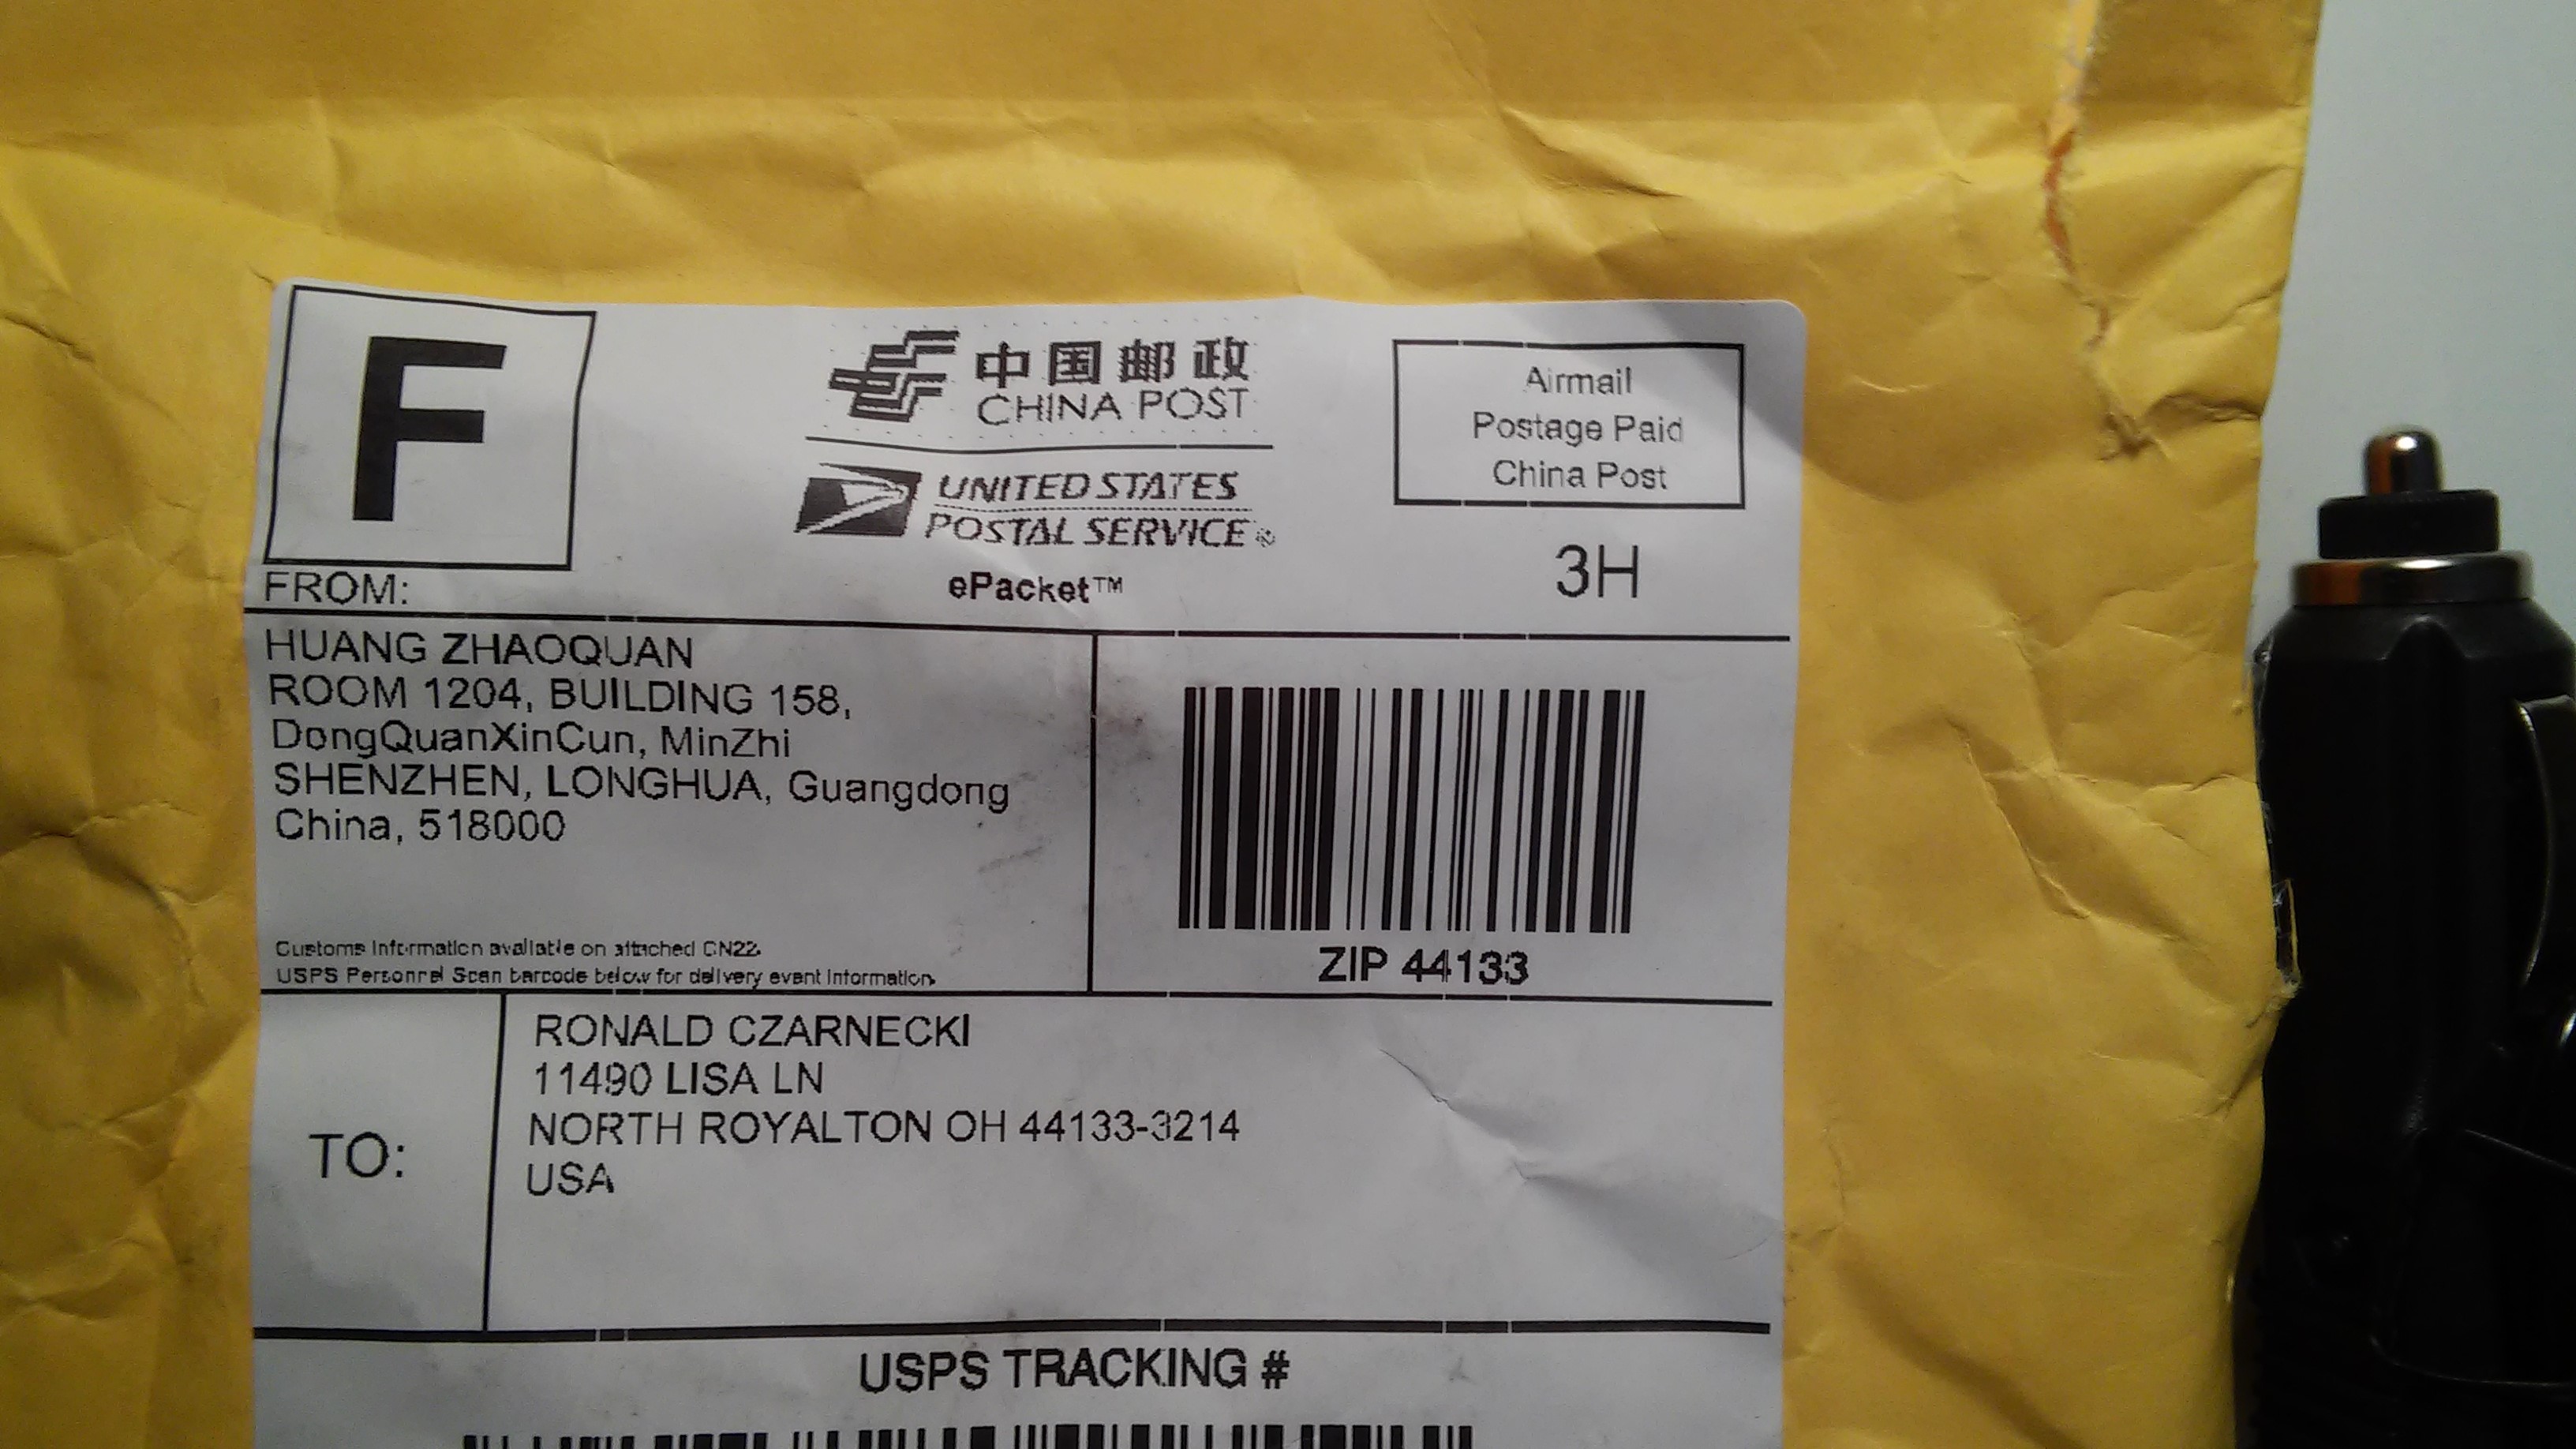 F
中国邮政
CHINA POST
UNITED STATES
POSTAL SERVICE®
ePacket™
Airmail
Postage Paid
China Post
3H
FROM:
HUANG ZHAOQUAN
ROOM 1204, BUILDING 158,
DongQuanXinCun, MinZhi
SHENZHEN, LONGHUA, Guangdong
China, 518000
Customs information available on attached CN22.
USPS Personnel Scan barcode below for delivery event information.
ZIP 44133
TO:
RONALD CZARNECKI
11490 LISA LN
NORTH ROYALTON OH 44133-3214
USA
USPS TRACKING #